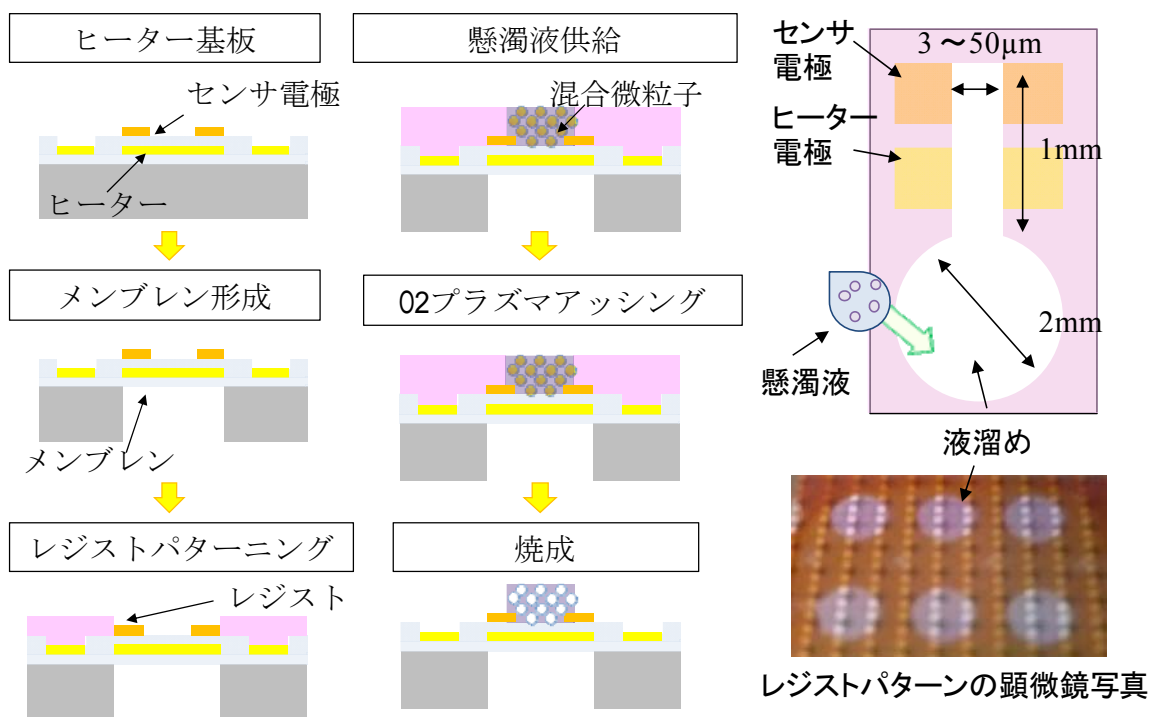 ヒーター基板
センサ電極
ヒーター
メンブレン形成
メンブレン
レジストパターニング
レジスト
懸濁液供給
混合微粒子
O2プラズマアッシング
焼成
センサ
電極
3～50μm
ヒーター
電極
1mm
2mm
懸濁液
液溜め
レジストパターンの顕微鏡写真